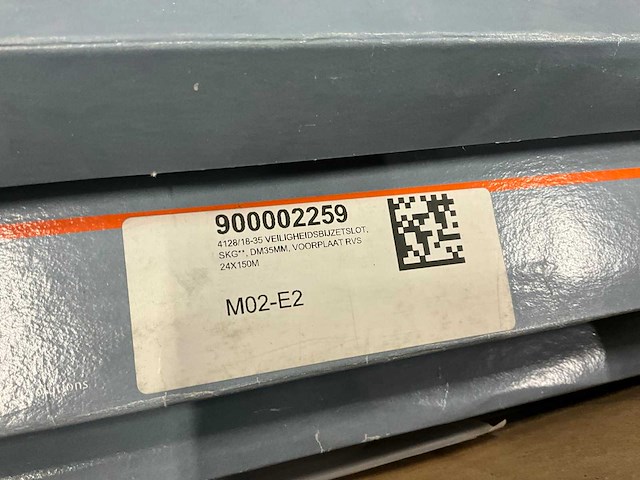 900002259
4128/18-35 VEILIGHEIDSBIJZETSLOT,
SKG**, DM35MM, VOORPLAAT RVS
24X150M
M02-E2